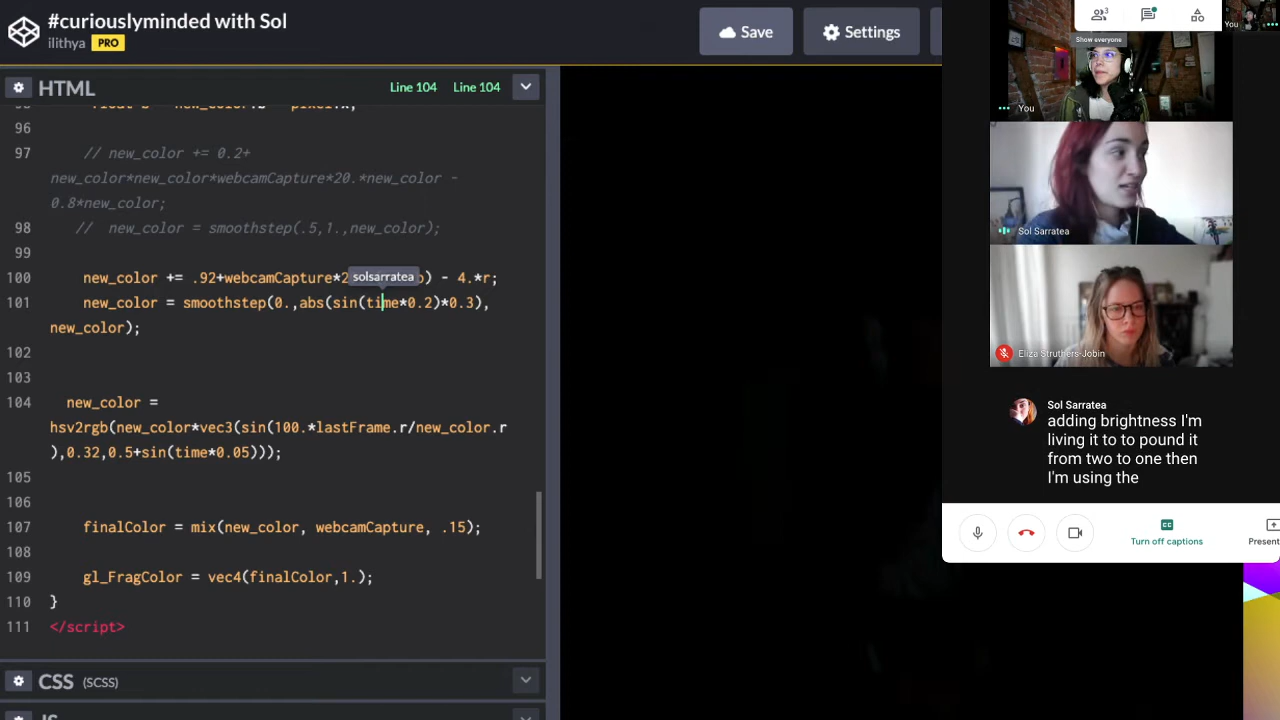 #curiouslyminded with Sol
ilithya PRO
Save
Settings
HTML
Line 104
Line 104
96
97 // new_color += 0.2+
new_color*new_color*webcamCapture*20.*new_color -
0.8*new_color;
98 // new_color = smoothstep(.5,1.,new_color);
99
100 new_color += .92+webcamCapture*2 ) - 4.*r;
solsarratea
101 new_color = smoothstep(0.,abs(sin(time*0.2)*0.3),
new_color);
102
103
104 new_color =
hsv2rgb(new_color*vec3(sin(100.*lastFrame.r/new_color.r
),0.32,0.5+sin(time*0.05)));
105
106
107 finalColor = mix(new_color, webcamCapture, .15);
108
109 gl_FragColor = vec4(finalColor,1.);
110 }
111 </script>
CSS (SCSS)
3
Show everyone
You
You
Sol Sarratea
Eliza Struthers-Jobin
Sol Sarratea
adding brightness I'm
living it to to pound it
from two to one then
I'm using the
Turn off captions
Present